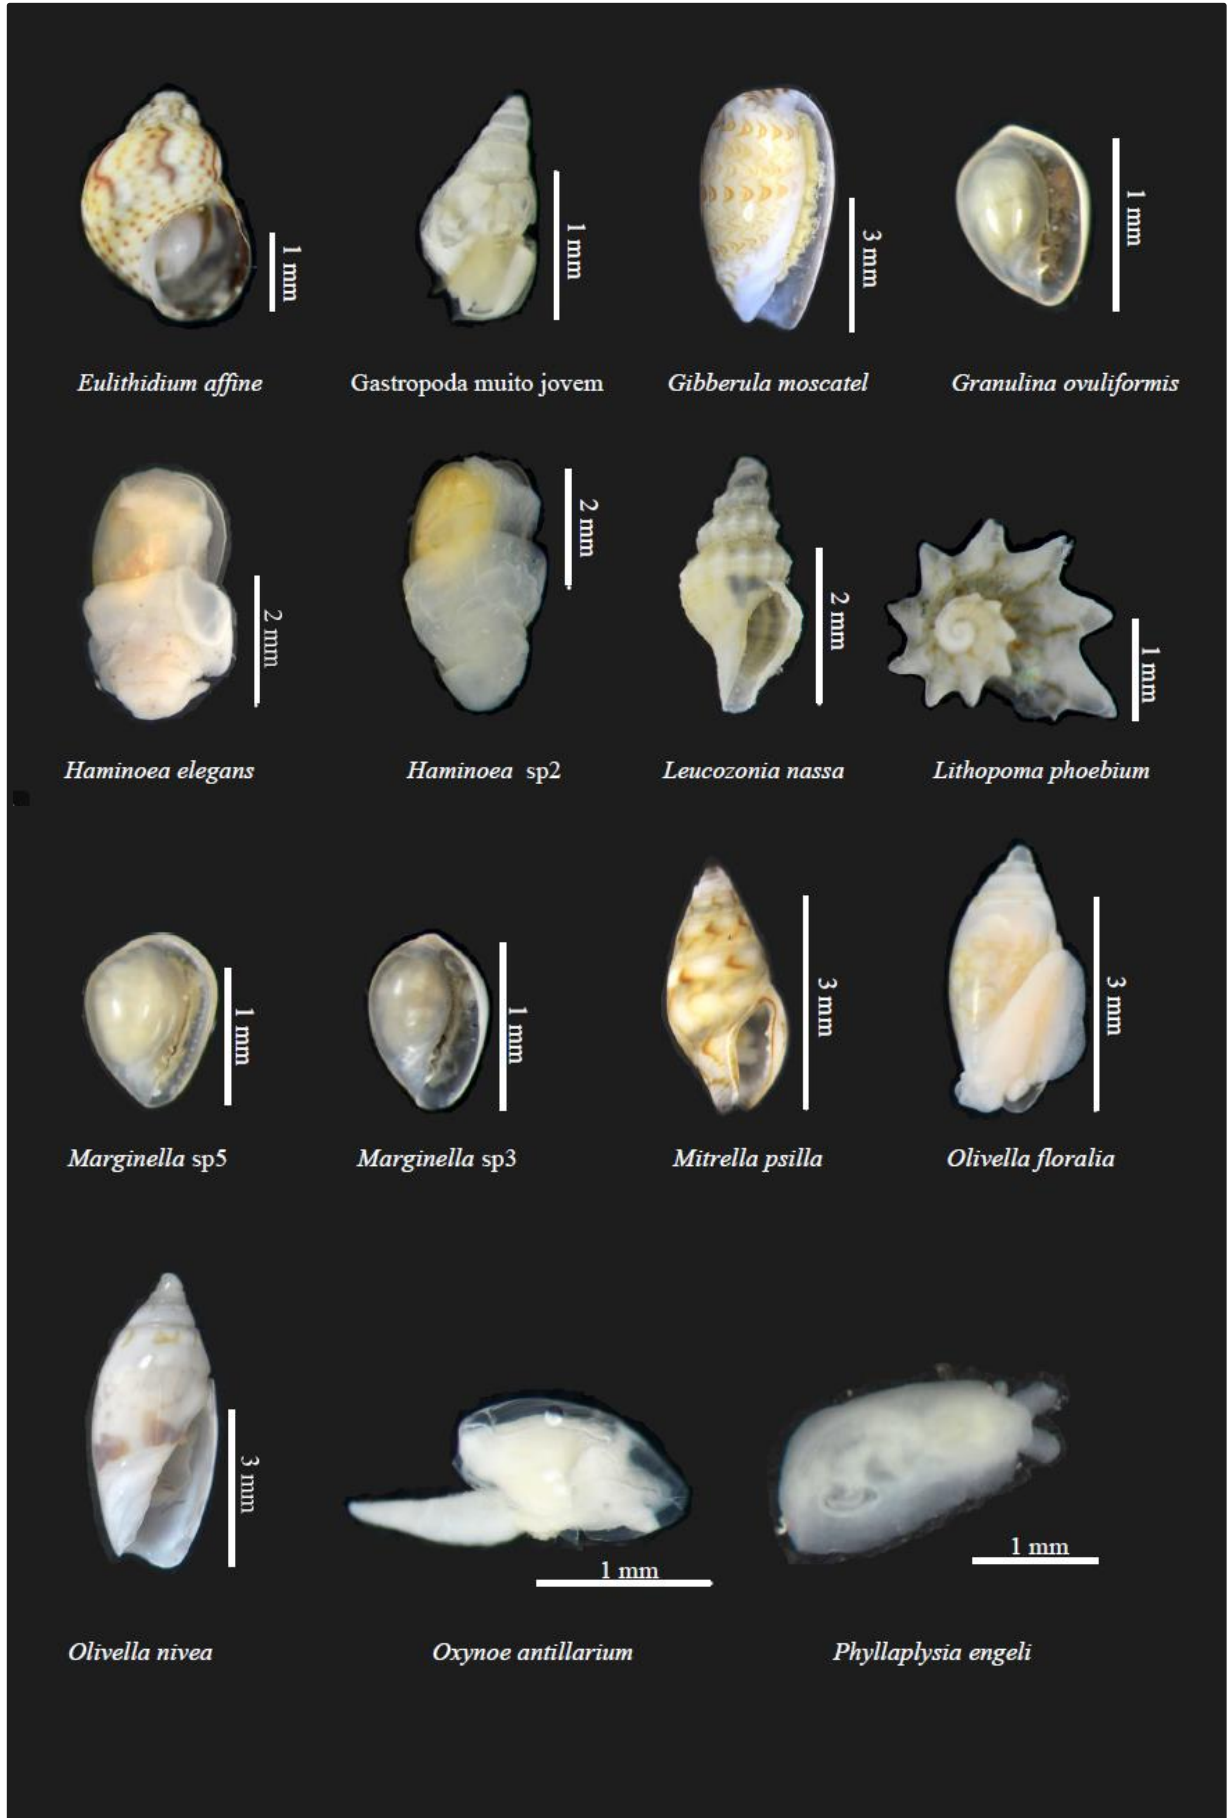 1 mm
1 mm
3 mm
1 mm
Eulithidium affine
Gastropoda muito jovem
Gibberula moscatel
Granulina ovuliformis
2 mm
2 mm
2 mm
1 mm
Haminoea elegans
Haminoea sp2
Leucozonia nassa
Lithopoma phoebium
1 mm
1 mm
3 mm
3 mm
Marginella sp5
Marginella sp3
Mitrella psilla
Olivella floralia
3 mm
1 mm
1 mm
Olivella nivea
Oxynoe antillarium
Phyllaplysia engeli